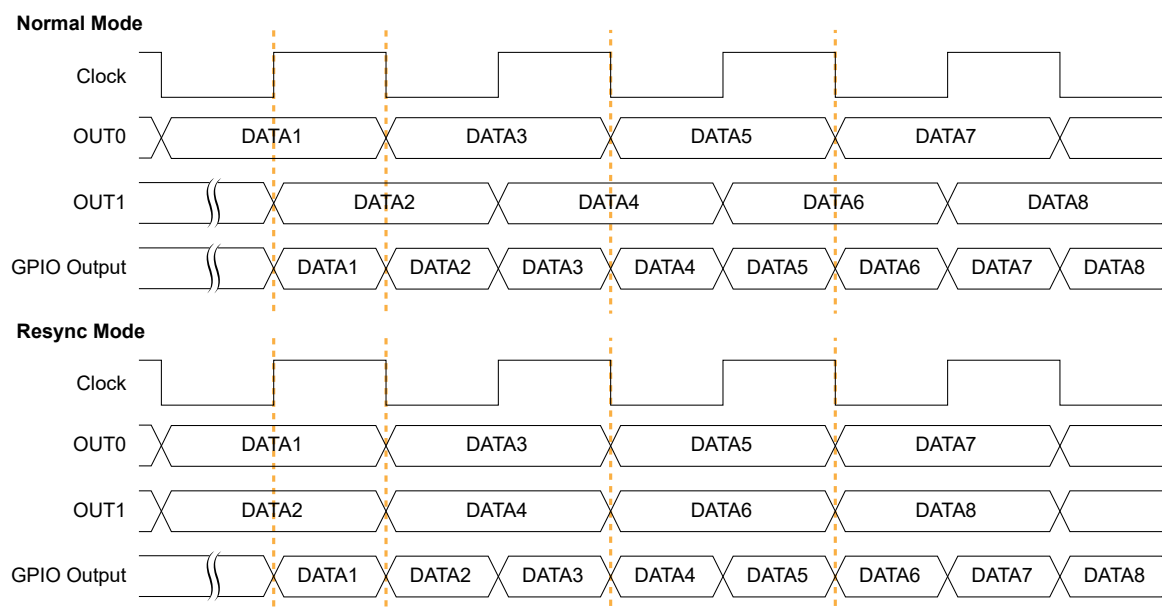 Normal Mode
Clock
OUT0 DATA1 DATA3 DATA5 DATA7
OUT1 DATA2 DATA4 DATA6 DATA8
GPIO Output DATA1 DATA2 DATA3 DATA4 DATA5 DATA6 DATA7 DATA8
Resync Mode
Clock
OUT0 DATA1 DATA3 DATA5 DATA7
OUT1 DATA2 DATA4 DATA6 DATA8
GPIO Output DATA1 DATA2 DATA3 DATA4 DATA5 DATA6 DATA7 DATA8